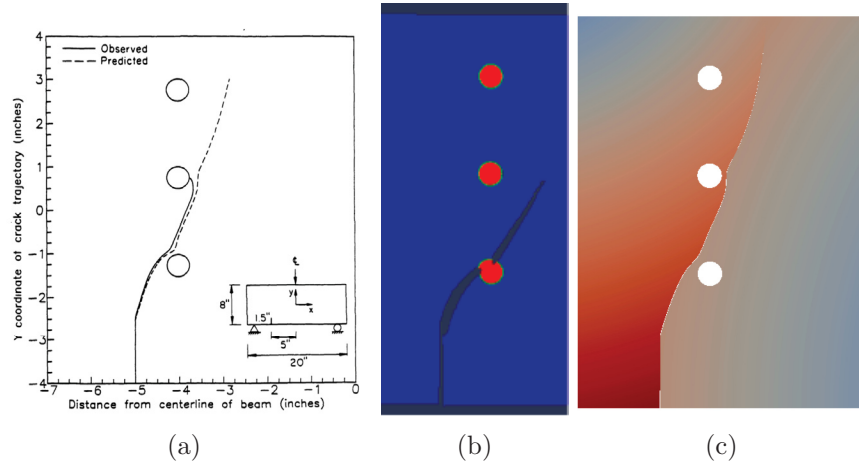 Observed
Predicted
4
3
2
1
0
−1
−2
−3
−4
Y coordinate of crack trajectory (inches)
−7 −6 −5 −4 −3 −2 −1 0
Distance from centerline of beam (inches)
℄
y
x
8"
1.5"
5"
20"
(a) (b) (c)